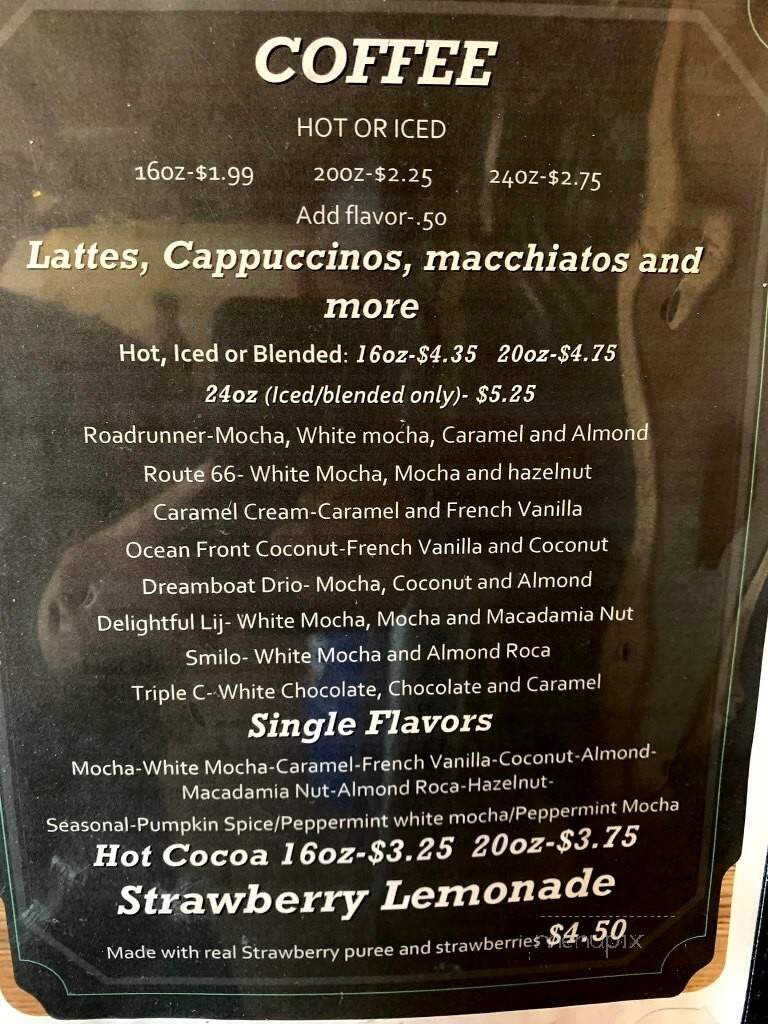 COFFEE
HOT OR ICED
16oz-$1.99 20oz-$2.25 24oz-$2.75
Add flavor-.50
Lattes, Cappuccinos, macchiatos and
more
Hot, Iced or Blended: 16oz-$4.35 20oz-$4.75
24oz (Iced/blended only)- $5.25
Roadrunner-Mocha, White mocha, Caramel and Almond
Route 66- White Mocha, Mocha and hazelnut
Caramel Cream-Caramel and French Vanilla
Ocean Front Coconut-French Vanilla and Coconut
Dreamboat Drio- Mocha, Coconut and Almond
Delightful Lij- White Mocha, Mocha and Macadamia Nut
Smilo- White Mocha and Almond Roca
Triple C- White Chocolate, Chocolate and Caramel
Single Flavors
Mocha-White Mocha-Caramel-French Vanilla-Coconut-Almond-
Macadamia Nut-Almond Roca-Hazelnut-
Seasonal-Pumpkin Spice/Peppermint white mocha/Peppermint Mocha
Hot Cocoa 16oz-$3.25 20oz-$3.75
Strawberry Lemonade
Made with real Strawberry puree and strawberries $4.50
menupix